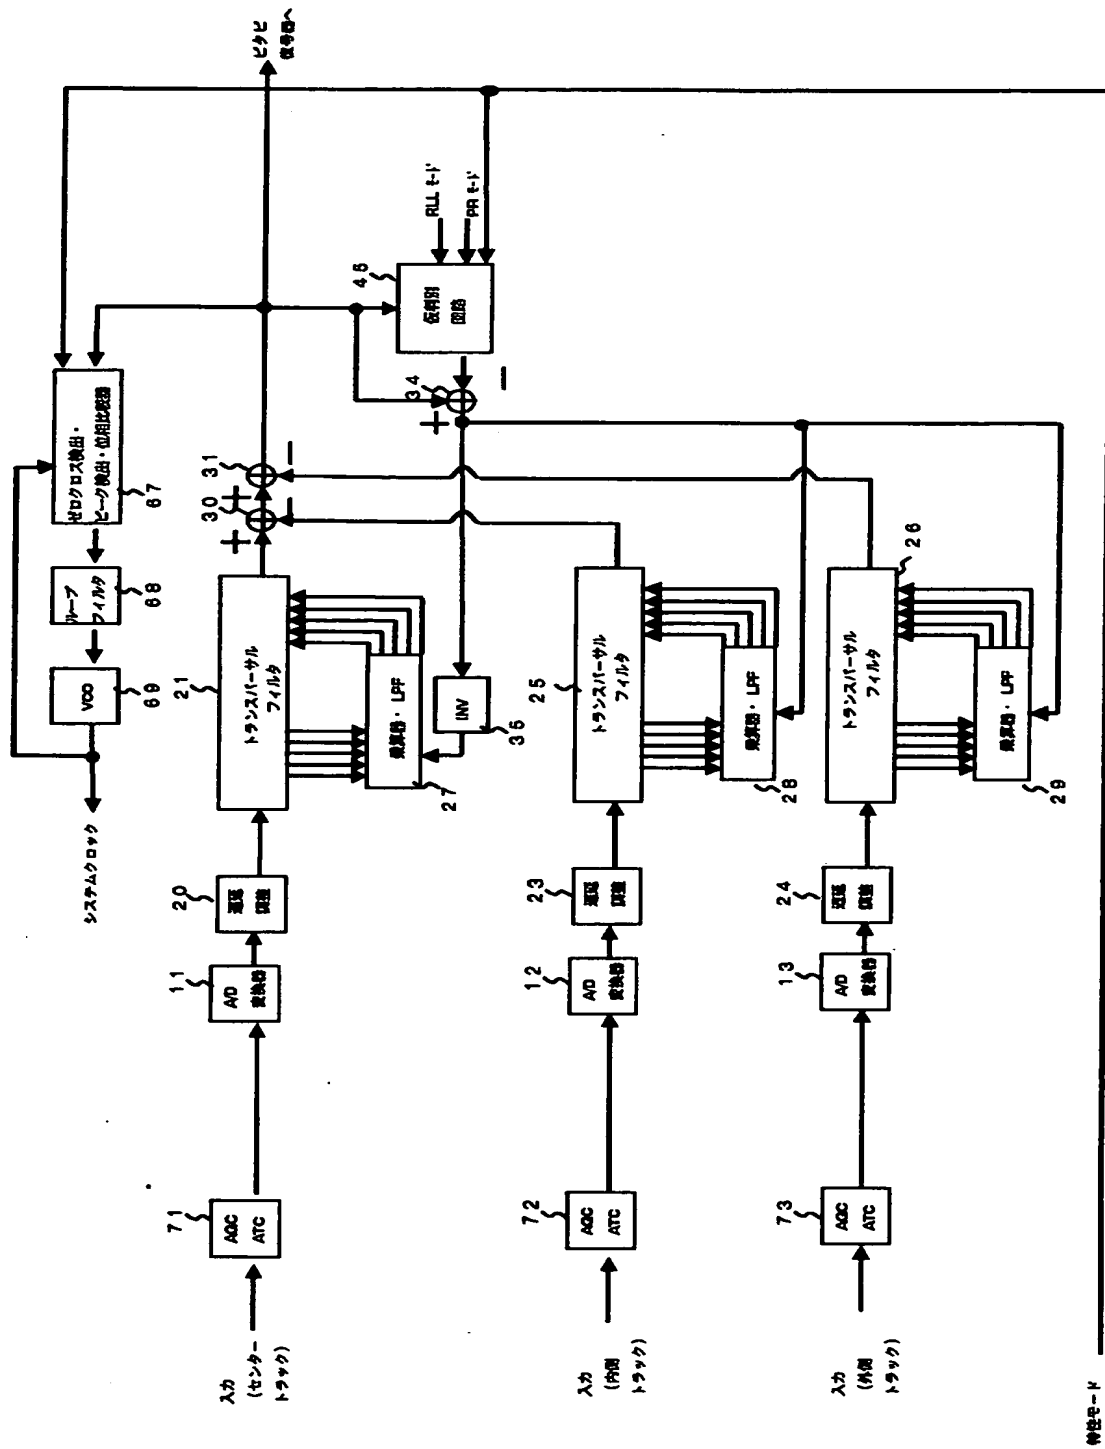 入力
(センター
トラック)
71
AGC
ATC
11
A/D
変換器
20
遅延
調整
21
トランスバーサル
フィルタ
乗算器・LPF
27
INV
35
30
31
+
+
−
−
ビタビ
復号器へ
システムクロック
VCO
69
ループ
フィルタ
68
ゼロクロス検出・
ピーク検出・位相比較器
67
仮判別
回路
46
RLL モード
PR モード
34
+
−
入力
(内側
トラック)
72
AGC
ATC
12
A/D
変換器
23
遅延
調整
25
トランスバーサル
フィルタ
乗算器・LPF
28
入力
(外側
トラック)
73
AGC
ATC
13
A/D
変換器
24
遅延
調整
26
トランスバーサル
フィルタ
乗算器・LPF
29
特性モード